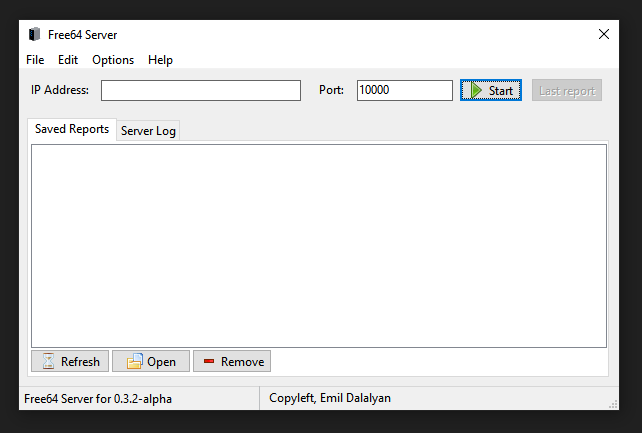 Free64 Server
File Edit Options Help
IP Address: Port: 10000 Start Last report
Saved Reports Server Log
Refresh Open Remove
Free64 Server for 0.3.2-alpha Copyleft, Emil Dalalyan